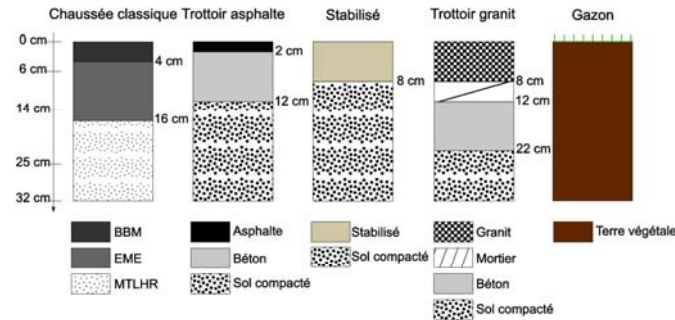 Chaussée classique Trottoir asphalte Stabilisé Trottoir granit Gazon
0 cm
2 cm
4 cm
6 cm
8 cm 8 cm
12 cm 12 cm
14 cm
16 cm
22 cm
25 cm
32 cm
BBM Asphalte Stabilisé Granit Terre végétale
EME Béton Sol compacté Mortier
MTLHR Sol compacté Béton
Sol compacté